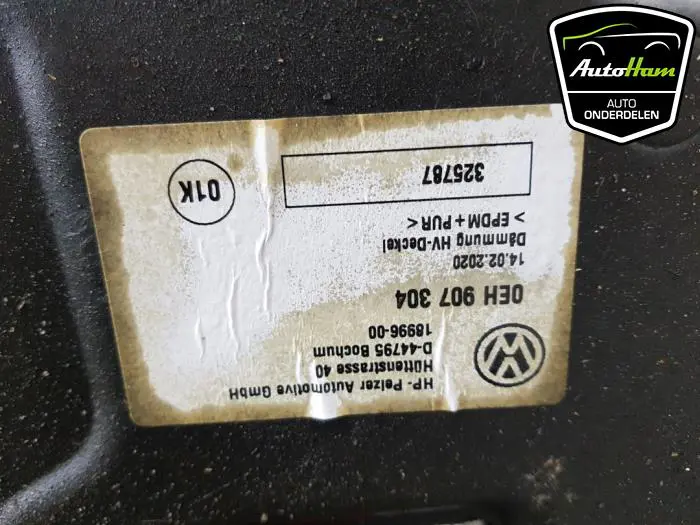 AutoHam
AUTO
ONDERDELEN
HP- Pelzer Automotive GmbH
Hüttenstrasse 40
D-44795 Bochum
18996-00
0EH 907 304
14.02.2020
Dämmung HV-Deckel
> EPDM + PUR <
325787
01K